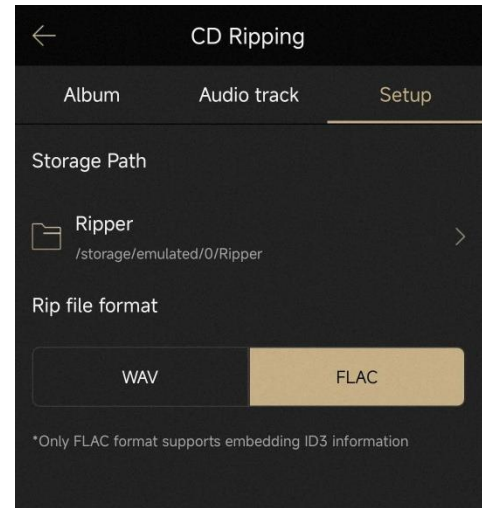 CD Ripping
Album Audio track Setup
Storage Path
Ripper
/storage/emulated/0/Ripper
Rip file format
WAV FLAC
*Only FLAC format supports embedding ID3 information